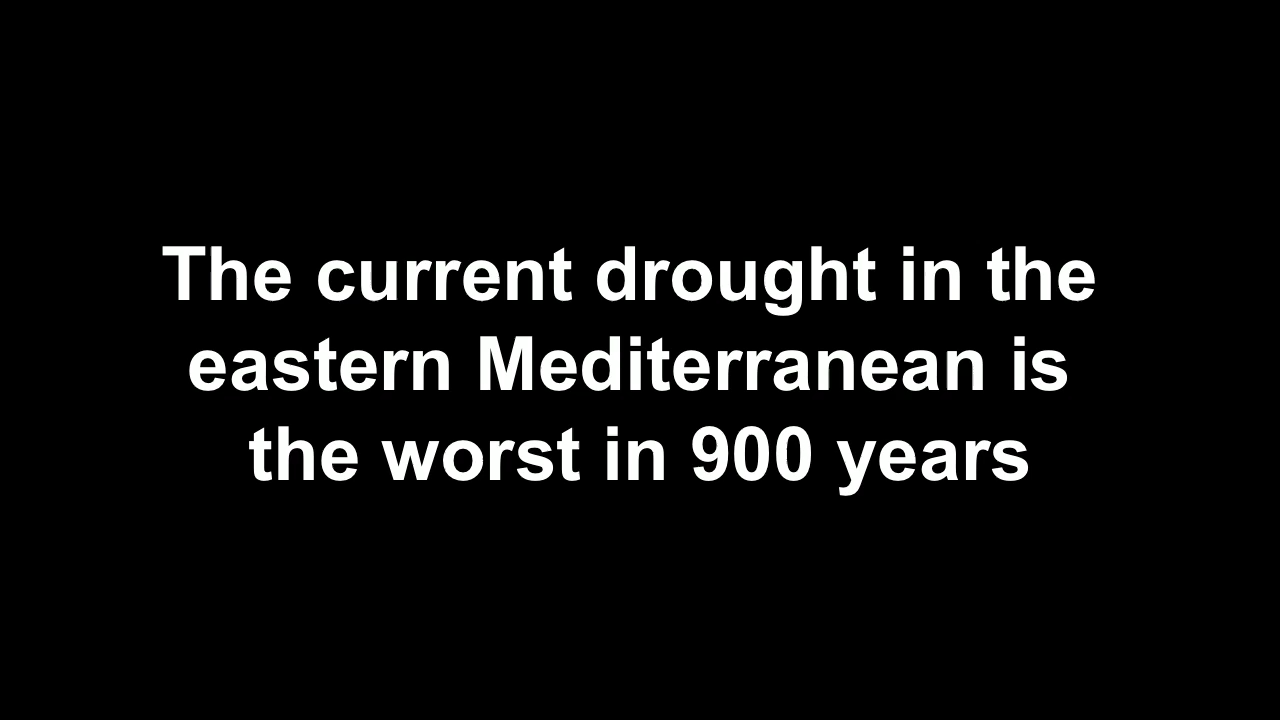 The current drought in the
eastern Mediterranean is
the worst in 900 years